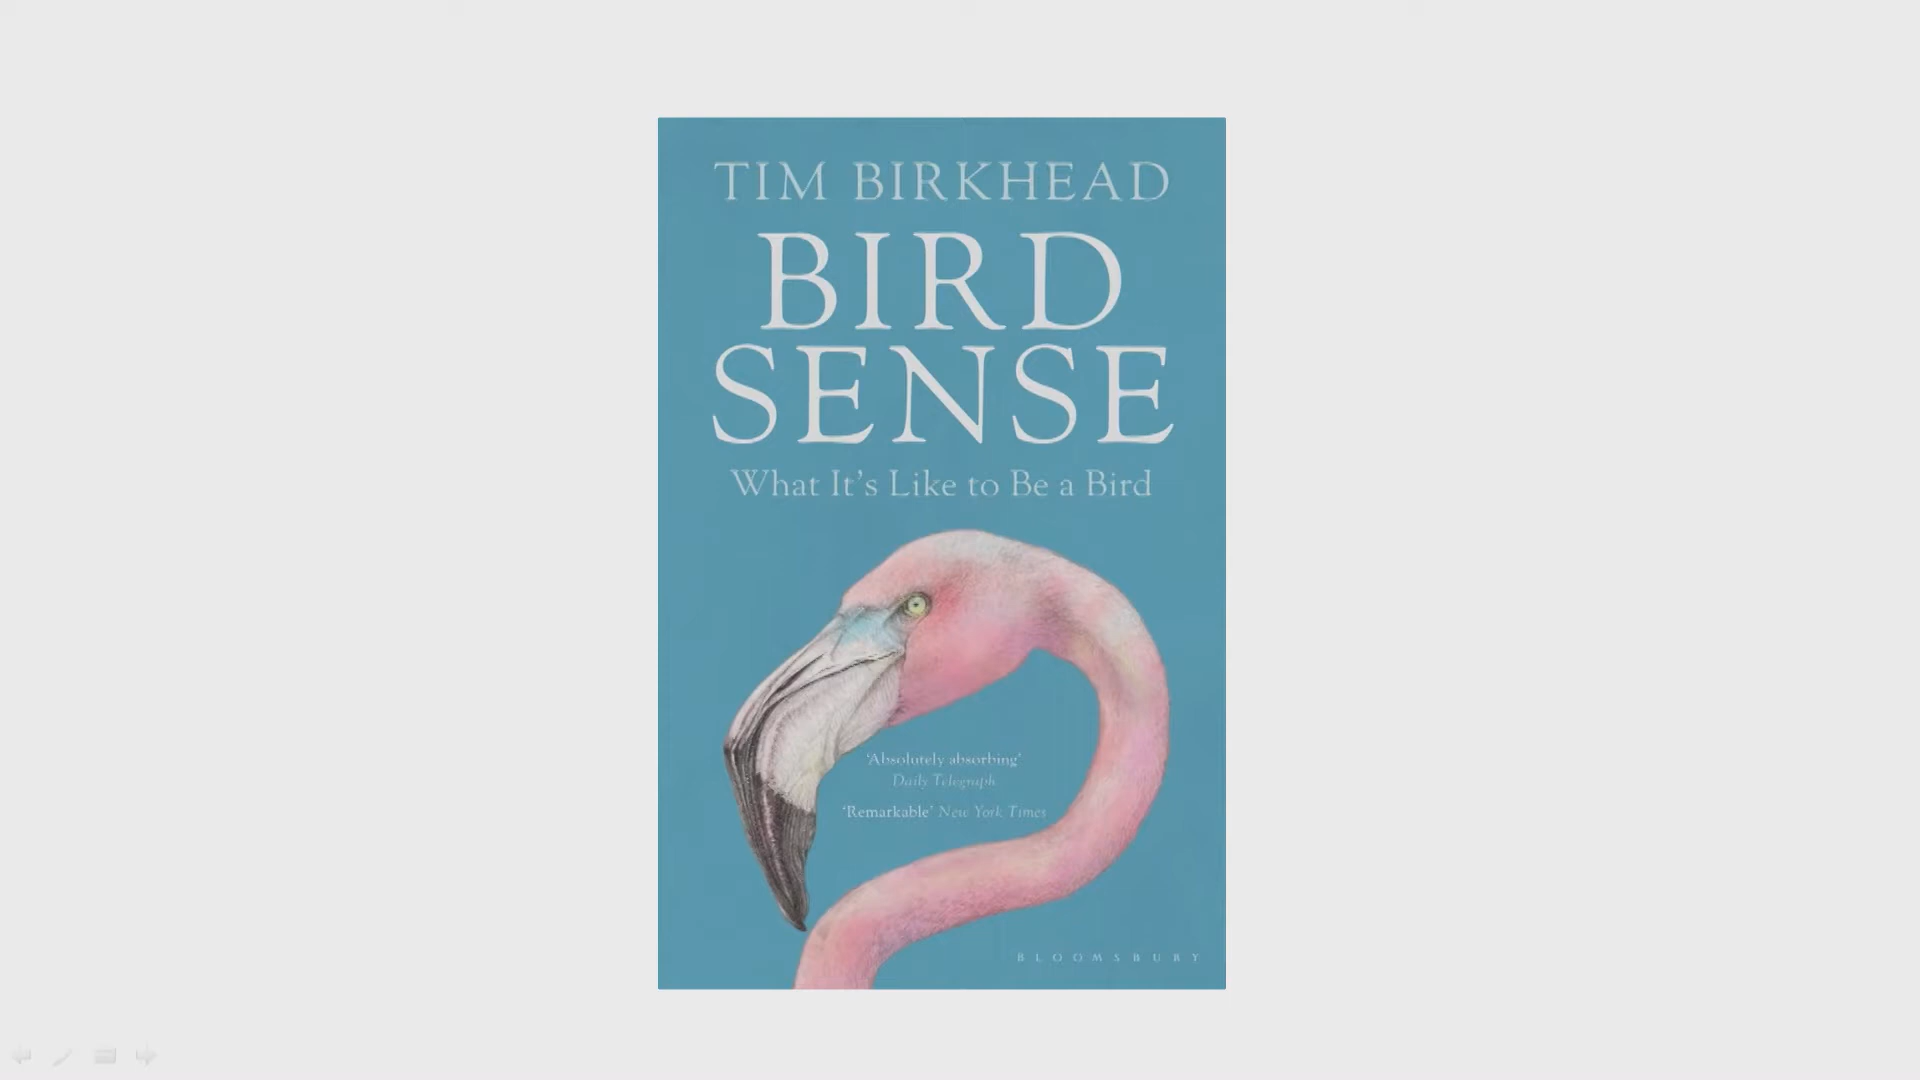 TIM BIRKHEAD
BIRD
SENSE
What It's Like to Be a Bird
‘Absolutely absorbing’
Daily Telegraph
‘Remarkable’ New York Times
BLOOMSBURY